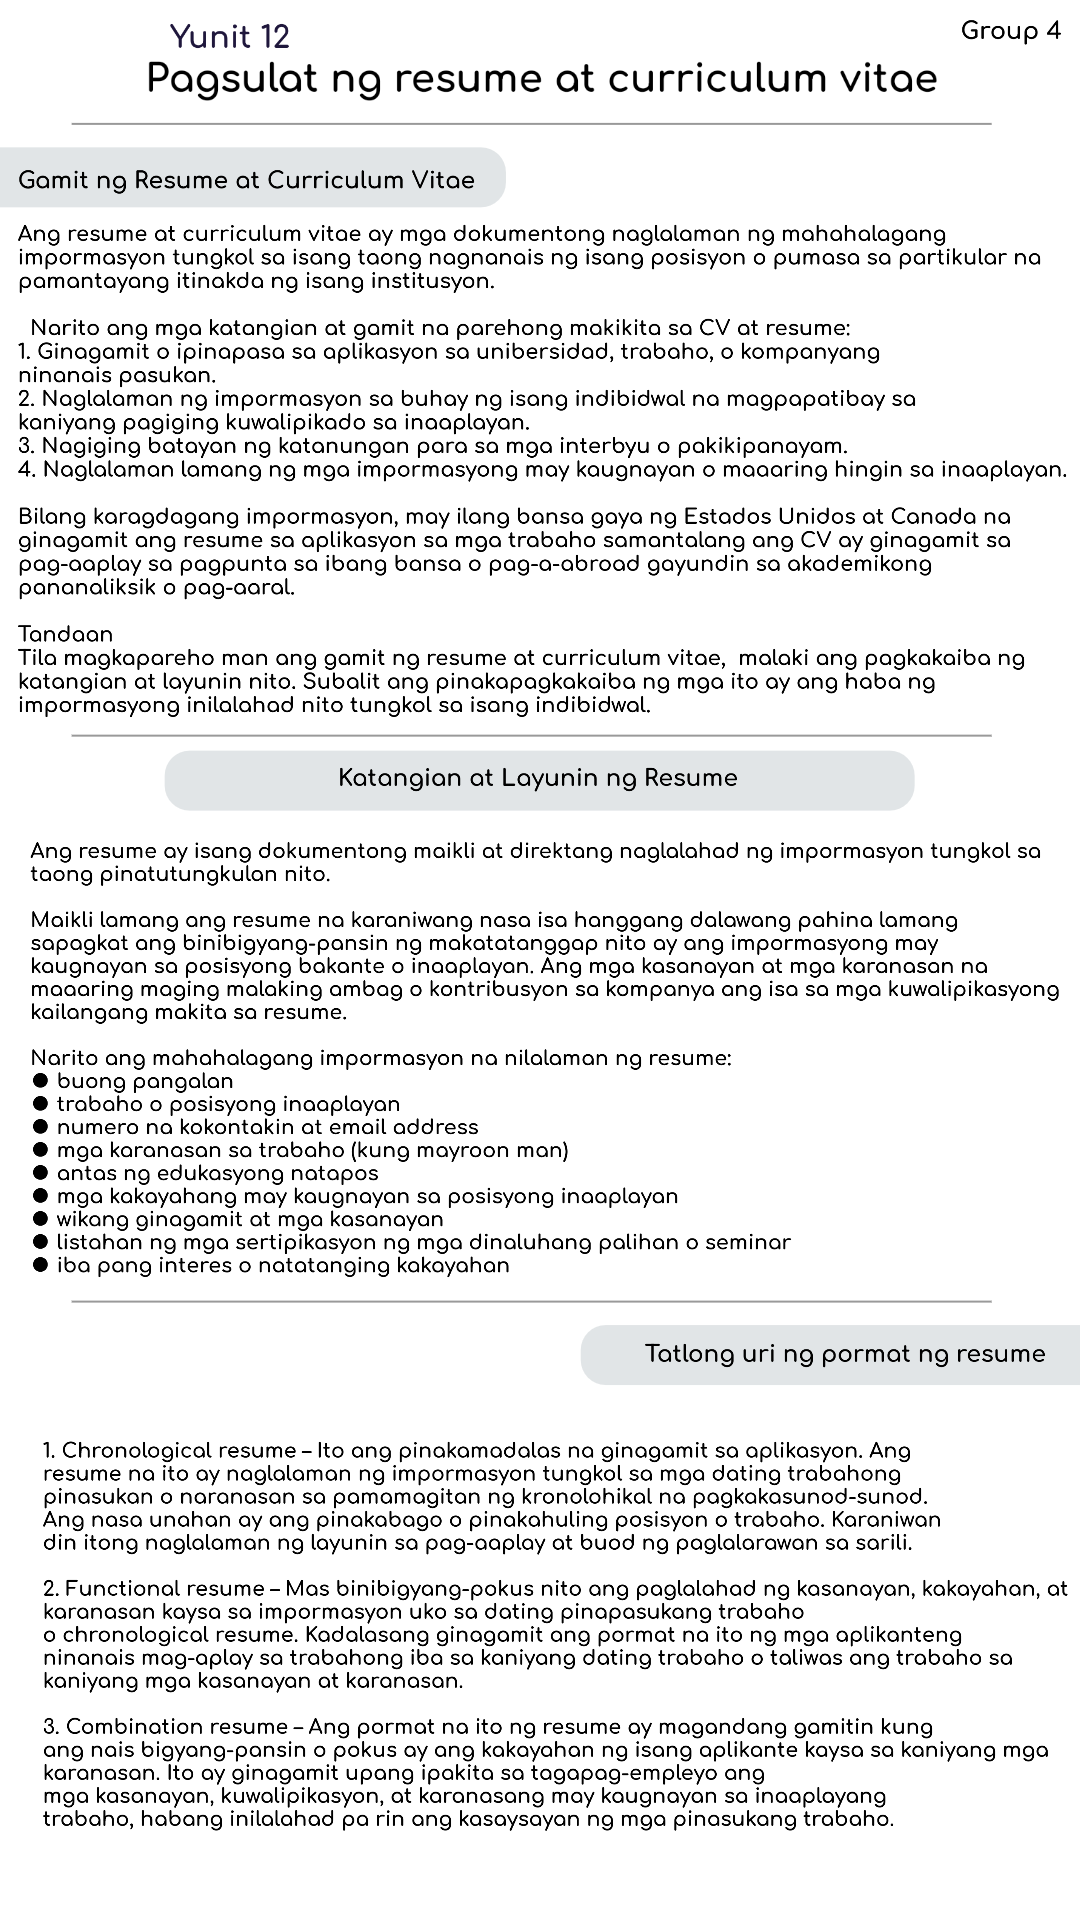 Yunit 12
Group 4
Pagsulat ng resume at curriculum vitae
Gamit ng Resume at Curriculum Vitae
Ang resume at curriculum vitae ay mga dokumentong naglalaman ng mahahalagang
impormasyon tungkol sa isang taong nagnanais ng isang posisyon o pumasa sa partikular na
pamantayang itinakda ng isang institusyon.
Narito ang mga katangian at gamit na parehong makikita sa CV at resume:
1. Ginagamit o ipinapasa sa aplikasyon sa unibersidad, trabaho, o kompanyang
ninanais pasukan.
2. Naglalaman ng impormasyon sa buhay ng isang indibidwal na magpapatibay sa
kaniyang pagiging kuwalipikado sa inaaplayan.
3. Nagiging batayan ng katanungan para sa mga interbyu o pakikipanayam.
4. Naglalaman lamang ng mga impormasyong may kaugnayan o maaaring hingin sa inaaplayan.
Bilang karagdagang impormasyon, may ilang bansa gaya ng Estados Unidos at Canada na
ginagamit ang resume sa aplikasyon sa mga trabaho samantalang ang CV ay ginagamit sa
pag-aaplay sa pagpunta sa ibang bansa o pag-a-abroad gayundin sa akademikong
pananaliksik o pag-aaral.
Tandaan
Tila magkapareho man ang gamit ng resume at curriculum vitae,  malaki ang pagkakaiba ng
katangian at layunin nito. Subalit ang pinakapagkakaiba ng mga ito ay ang haba ng
impormasyong inilalahad nito tungkol sa isang indibidwal.
Katangian at Layunin ng Resume
Ang resume ay isang dokumentong maikli at direktang naglalahad ng impormasyon tungkol sa
taong pinatutungkulan nito.
Maikli lamang ang resume na karaniwang nasa isa hanggang dalawang pahina lamang
sapagkat ang binibigyang-pansin ng makatatanggap nito ay ang impormasyong may
kaugnayan sa posisyong bakante o inaaplayan. Ang mga kasanayan at mga karanasan na
maaaring maging malaking ambag o kontribusyon sa kompanya ang isa sa mga kuwalipikasyong
kailangang makita sa resume.
Narito ang mahahalagang impormasyon na nilalaman ng resume:
● buong pangalan
● trabaho o posisyong inaaplayan
● numero na kokontakin at email address
● mga karanasan sa trabaho (kung mayroon man)
● antas ng edukasyong natapos
● mga kakayahang may kaugnayan sa posisyong inaaplayan
● wikang ginagamit at mga kasanayan
● listahan ng mga sertipikasyon ng mga dinaluhang palihan o seminar
● iba pang interes o natatanging kakayahan
Tatlong uri ng pormat ng resume
1. Chronological resume – Ito ang pinakamadalas na ginagamit sa aplikasyon. Ang
resume na ito ay naglalaman ng impormasyon tungkol sa mga dating trabahong
pinasukan o naranasan sa pamamagitan ng kronolohikal na pagkakasunod-sunod.
Ang nasa unahan ay ang pinakabago o pinakahuling posisyon o trabaho. Karaniwan
din itong naglalaman ng layunin sa pag-aaplay at buod ng paglalarawan sa sarili.
2. Functional resume – Mas binibigyang-pokus nito ang paglalahad ng kasanayan, kakayahan, at
karanasan kaysa sa impormasyon uko sa dating pinapasukang trabaho
o chronological resume. Kadalasang ginagamit ang pormat na ito ng mga aplikanteng
ninanais mag-aplay sa trabahong iba sa kaniyang dating trabaho o taliwas ang trabaho sa
kaniyang mga kasanayan at karanasan.
3. Combination resume – Ang pormat na ito ng resume ay magandang gamitin kung
ang nais bigyang-pansin o pokus ay ang kakayahan ng isang aplikante kaysa sa kaniyang mga
karanasan. Ito ay ginagamit upang ipakita sa tagapag-empleyo ang
mga kasanayan, kuwalipikasyon, at karanasang may kaugnayan sa inaaplayang
trabaho, habang inilalahad pa rin ang kasaysayan ng mga pinasukang trabaho.